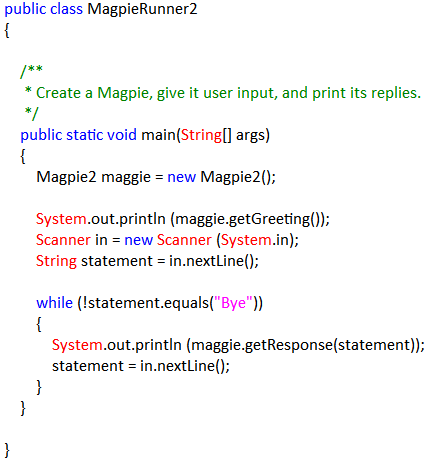 public class MagpieRunner2
{
/**
* Create a Magpie, give it user input, and print its replies.
*/
public static void main(String[] args)
{
Magpie2 maggie = new Magpie2();
System.out.println (maggie.getGreeting());
Scanner in = new Scanner (System.in);
String statement = in.nextLine();
while (!statement.equals("Bye"))
{
System.out.println (maggie.getResponse(statement));
statement = in.nextLine();
}
}
}